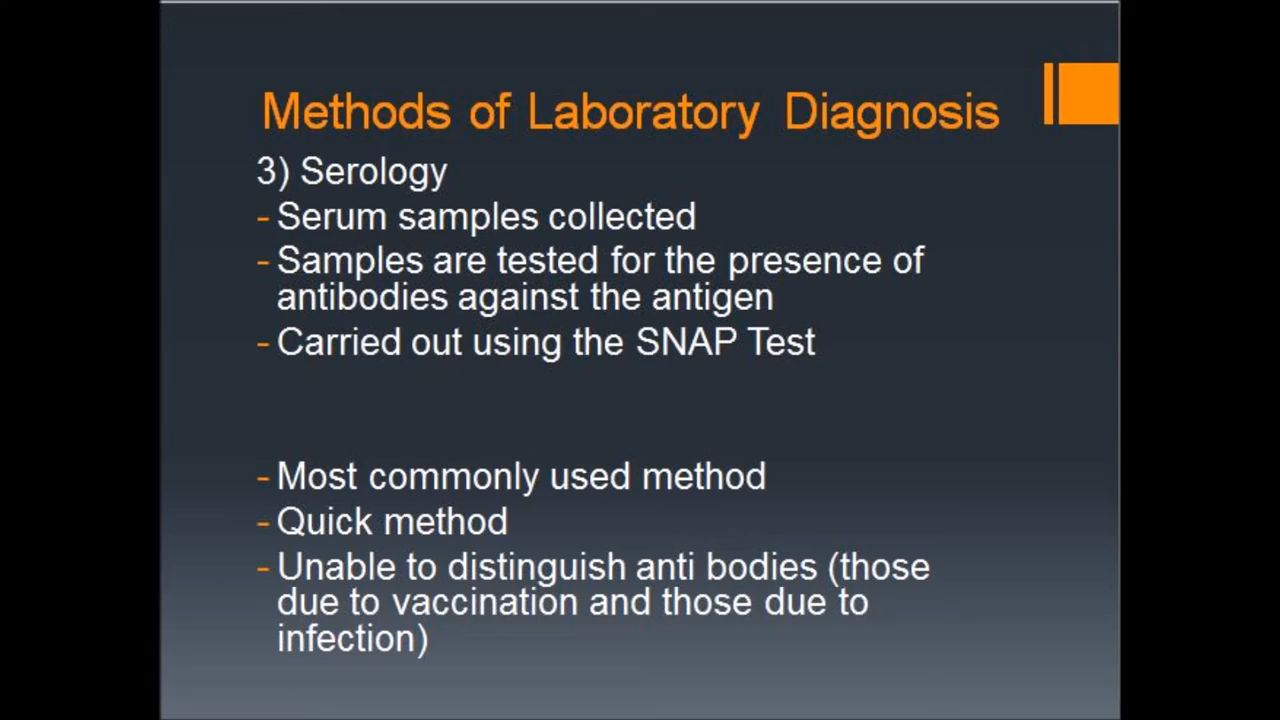 Methods of Laboratory Diagnosis
3) Serology
- Serum samples collected
- Samples are tested for the presence of
antibodies against the antigen
- Carried out using the SNAP Test
- Most commonly used method
- Quick method
- Unable to distinguish anti bodies (those
due to vaccination and those due to
infection)